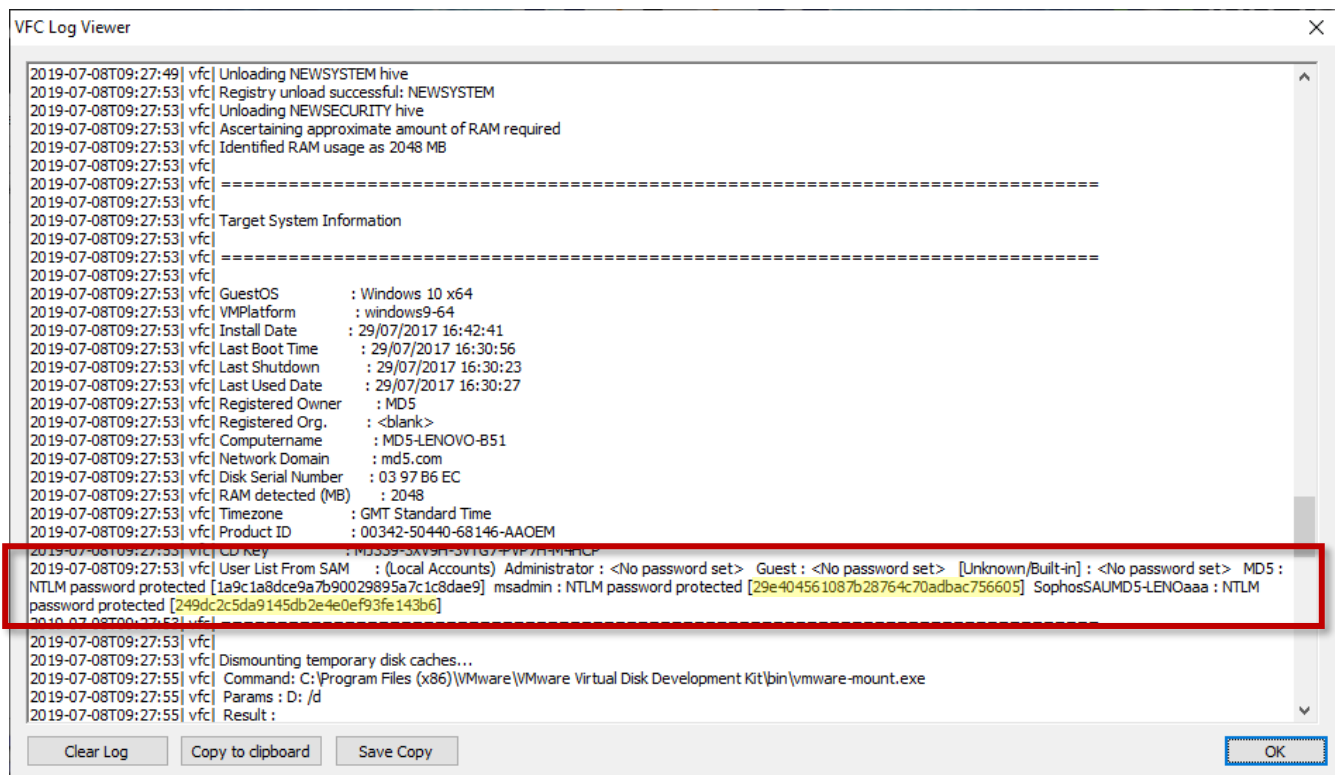 VFC Log Viewer
2019-07-08T09:27:49| vfc| Unloading NEWSYSTEM hive
2019-07-08T09:27:53| vfc| Registry unload successful: NEWSYSTEM
2019-07-08T09:27:53| vfc| Unloading NEWSECURITY hive
2019-07-08T09:27:53| vfc| Ascertaining approximate amount of RAM required
2019-07-08T09:27:53| vfc| Identified RAM usage as 2048 MB
2019-07-08T09:27:53| vfc|
2019-07-08T09:27:53| vfc| ==============================================================================
2019-07-08T09:27:53| vfc|
2019-07-08T09:27:53| vfc| Target System Information
2019-07-08T09:27:53| vfc|
2019-07-08T09:27:53| vfc| ==============================================================================
2019-07-08T09:27:53| vfc|
2019-07-08T09:27:53| vfc| GuestOS : Windows 10 x64
2019-07-08T09:27:53| vfc| VMPlatform : windows9-64
2019-07-08T09:27:53| vfc| Install Date : 29/07/2017 16:42:41
2019-07-08T09:27:53| vfc| Last Boot Time : 29/07/2017 16:30:56
2019-07-08T09:27:53| vfc| Last Shutdown : 29/07/2017 16:30:23
2019-07-08T09:27:53| vfc| Last Used Date : 29/07/2017 16:30:27
2019-07-08T09:27:53| vfc| Registered Owner : MD5
2019-07-08T09:27:53| vfc| Registered Org. : <blank>
2019-07-08T09:27:53| vfc| Computername : MD5-LENOVO-B51
2019-07-08T09:27:53| vfc| Network Domain : md5.com
2019-07-08T09:27:53| vfc| Disk Serial Number : 03 97 B6 EC
2019-07-08T09:27:53| vfc| RAM detected (MB) : 2048
2019-07-08T09:27:53| vfc| Timezone : GMT Standard Time
2019-07-08T09:27:53| vfc| Product ID : 00342-50440-68146-AAOEM
2019-07-08T09:27:53| vfc| CD Key :
2019-07-08T09:27:53| vfc| User List From SAM : (Local Accounts) Administrator : <No password set> Guest : <No password set> [Unknown/Built-in] : <No password set> MD5 :
NTLM password protected [1a9c1a8dce9a7b90029895a7c1c8dae9] msadmin : NTLM password protected [29e404561087b28764c70adbac756605] SophosSAUMD5-LENOaaa : NTLM
password protected [249dc2c5da9145db2e4e0ef93fe143b6]
2019-07-08T09:27:53| vfc| ==============================================================================
2019-07-08T09:27:53| vfc|
2019-07-08T09:27:53| vfc| Dismounting temporary disk caches...
2019-07-08T09:27:55| vfc| Command: C:\Program Files (x86)\VMware\VMware Virtual Disk Development Kit\bin\vmware-mount.exe
2019-07-08T09:27:55| vfc| Params : D: /d
2019-07-08T09:27:55| vfc| Result :
Clear Log Copy to clipboard Save Copy OK